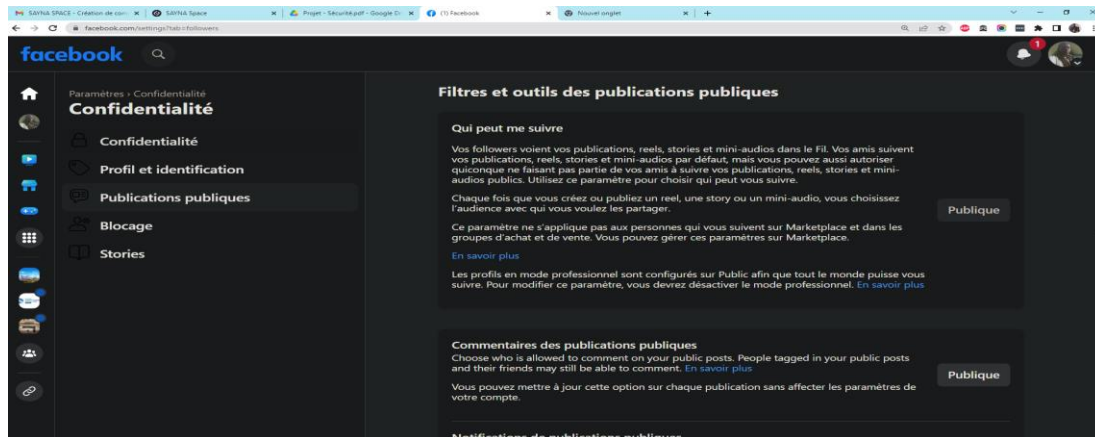 SAYNA SPACE - Création de com
SAYNA Space
Projet - Sécurité.pdf - Google Dr
(1) Facebook
Nouvel onglet
facebook.com/settings?tab=followers
facebook
1
Paramètres › Confidentialité
Confidentialité
Confidentialité
Profil et identification
Publications publiques
Blocage
Stories
Filtres et outils des publications publiques
Qui peut me suivre
Vos followers voient vos publications, reels, stories et mini-audios dans le Fil. Vos amis suivent
vos publications, reels, stories et mini-audios par défaut, mais vous pouvez aussi autoriser
quiconque ne faisant pas partie de vos amis à suivre vos publications, reels, stories et mini-
audios publics. Utilisez ce paramètre pour choisir qui peut vous suivre.
Chaque fois que vous créez ou publiez un reel, une story ou un mini-audio, vous choisissez
l'audience avec qui vous voulez les partager.
Publique
Ce paramètre ne s'applique pas aux personnes qui vous suivent sur Marketplace et dans les
groupes d'achat et de vente. Vous pouvez gérer ces paramètres sur Marketplace.
En savoir plus
Les profils en mode professionnel sont configurés sur Public afin que tout le monde puisse vous
suivre. Pour modifier ce paramètre, vous devrez désactiver le mode professionnel. En savoir plus
Commentaires des publications publiques
Choose who is allowed to comment on your public posts. People tagged in your public posts
and their friends may still be able to comment. En savoir plus
Publique
Vous pouvez mettre à jour cette option sur chaque publication sans affecter les paramètres de
votre compte.
Notifications de publications publiques